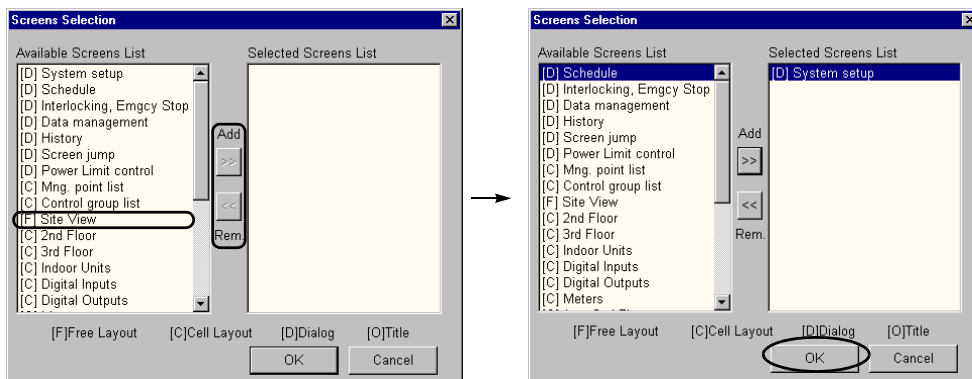 Screens Selection
Available Screens List
Selected Screens List
[D] System setup
[D] Schedule
[D] Interlocking, Emgcy Stop
[D] Data management
[D] History
[D] Screen jump
[D] Power Limit control
[C] Mng. point list
[C] Control group list
[F] Site View
[C] 2nd Floor
[C] 3rd Floor
[C] Indoor Units
[C] Digital Inputs
[C] Digital Outputs
Add
>>
<<
Rem.
[F]Free Layout [C]Cell Layout [D]Dialog [O]Title
OK Cancel
Screens Selection
Available Screens List
Selected Screens List
[D] Schedule
[D] Interlocking, Emgcy Stop
[D] Data management
[D] History
[D] Screen jump
[D] Power Limit control
[C] Mng. point list
[C] Control group list
[F] Site View
[C] 2nd Floor
[C] 3rd Floor
[C] Indoor Units
[C] Digital Inputs
[C] Digital Outputs
[C] Meters
Add
>>
<<
Rem.
[D] System setup
[F]Free Layout [C]Cell Layout [D]Dialog [O]Title
OK Cancel